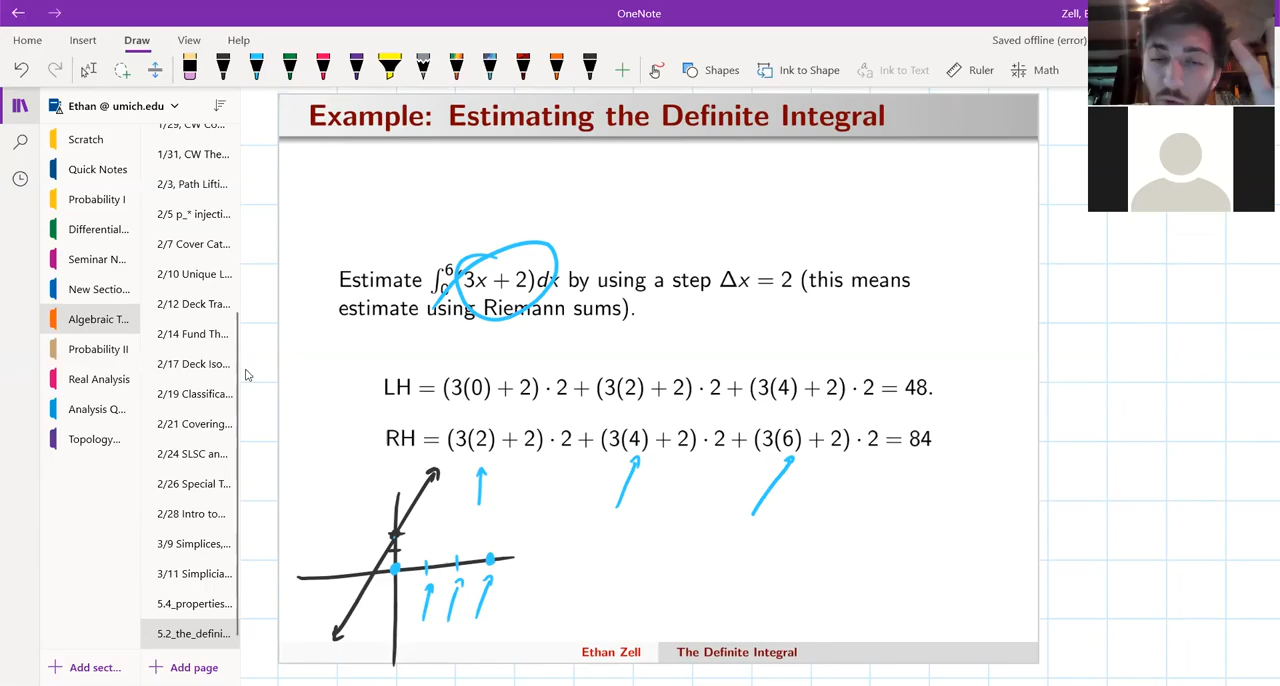 OneNote
Zell, E
Home
Insert
Draw
View
Help
Saved offline (error)
Shapes
Ink to Shape
Ink to Text
Ruler
Math
Ethan @ umich.edu
Scratch
Quick Notes
Probability I
Differential...
Seminar N...
New Sectio...
Algebraic T...
Probability II
Real Analysis
Analysis Q...
Topology...
Add sect...
1/29, CW Co...
1/31, CW The...
2/3, Path Lifti...
2/5 p_* injecti...
2/7 Cover Cat...
2/10 Unique L...
2/12 Deck Tra...
2/14 Fund Th...
2/17 Deck Iso...
2/19 Classifica...
2/21 Covering...
2/24 SLSC an...
2/26 Special T...
2/28 Intro to...
3/9 Simplices,...
3/11 Simplicia...
5.4_properties...
5.2_the_defini...
Add page
Example: Estimating the Definite Integral
Estimate ∫₀⁶ (3x + 2)dx by using a step Δx = 2 (this means
estimate using Riemann sums).
LH = (3(0) + 2) · 2 + (3(2) + 2) · 2 + (3(4) + 2) · 2 = 48.
RH = (3(2) + 2) · 2 + (3(4) + 2) · 2 + (3(6) + 2) · 2 = 84
Ethan Zell
The Definite Integral